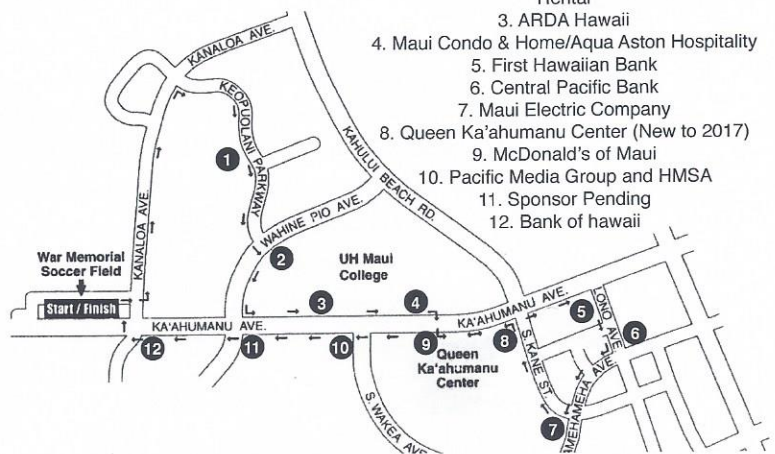 Rental
3. ARDA Hawaii
4. Maui Condo & Home/Aqua Aston Hospitality
5. First Hawaiian Bank
6. Central Pacific Bank
7. Maui Electric Company
8. Queen Ka'ahumanu Center (New to 2017)
9. McDonald's of Maui
10. Pacific Media Group and HMSA
11. Sponsor Pending
12. Bank of hawaii
KANALOA AVE.
KEOPUOLANI PARKWAY
KAHULUI BEACH RD.
1
WAHINE PIO AVE.
KANALOA AVE.
2
UH Maui
College
War Memorial
Soccer Field
Start / Finish
3
4
KA'AHUMANU AVE.
KA'AHUMANU AVE.
5
LONO AVE.
6
12
11
10
9
8
Queen
Ka'ahumanu
Center
S. KANE ST.
S. WAKEA AVE.
7
AMEHAMEHA AVE.